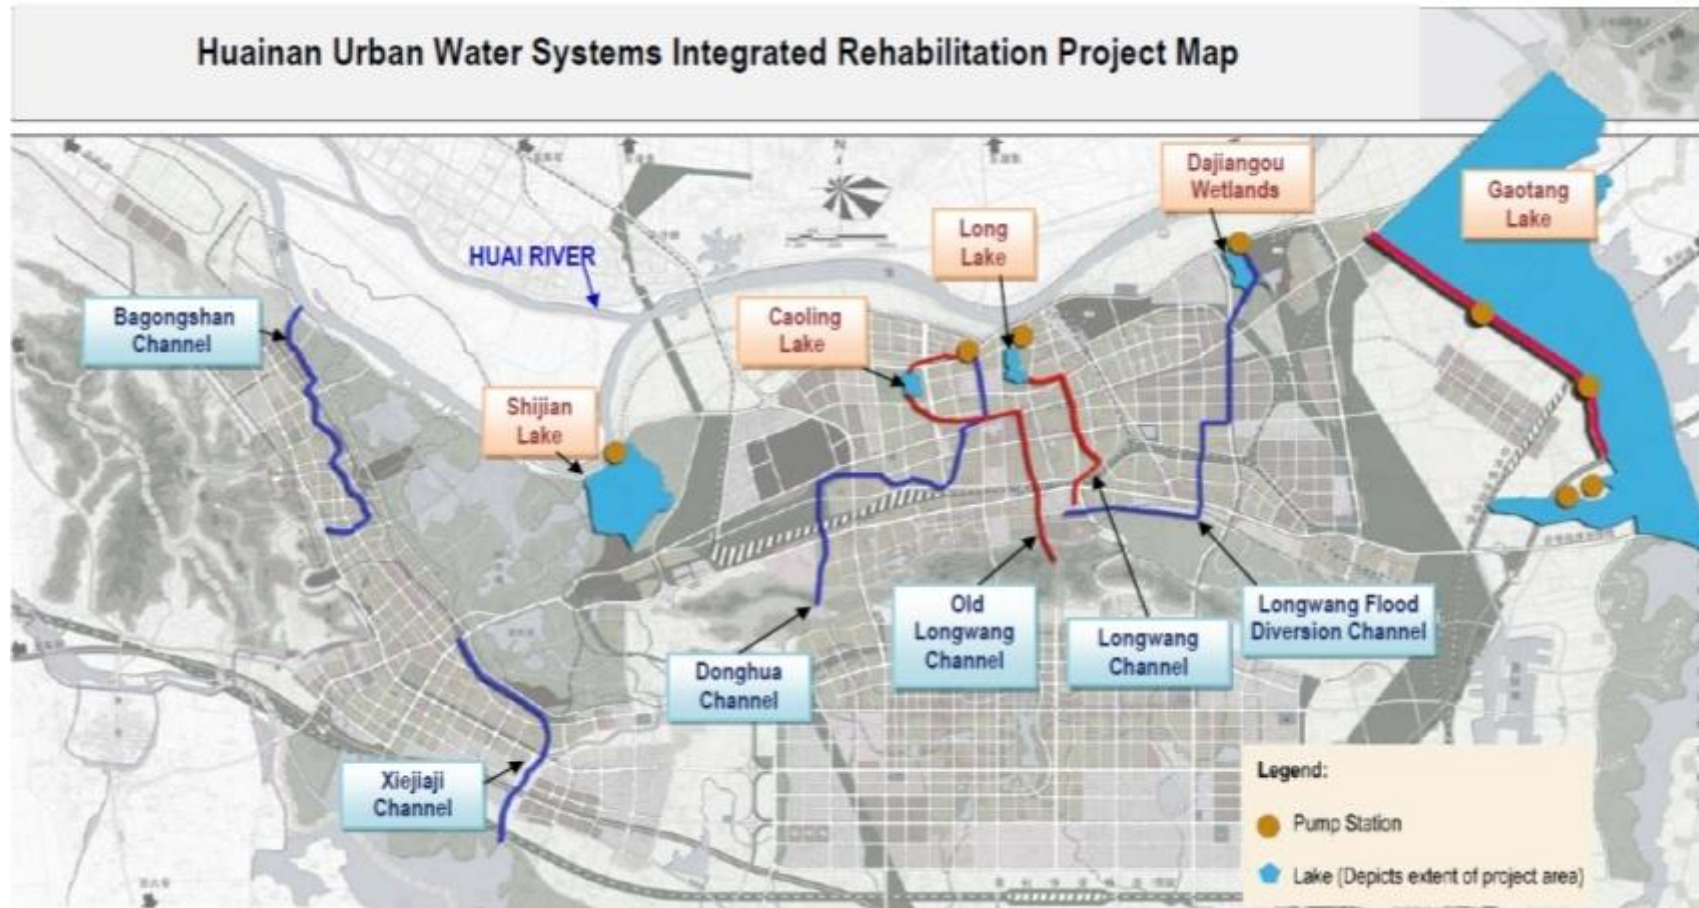 Huainan Urban Water Systems Integrated Rehabilitation Project Map
Dajiangou
Wetlands
Gaotang
Lake
Long
Lake
HUAI RIVER
N
Bagongshan
Channel
Caoling
Lake
Shijian
Lake
Old
Longwang
Channel
Longwang
Channel
Longwang Flood
Diversion Channel
Donghua
Channel
Xiejiaji
Channel
Legend:
Pump Station
Lake (Depicts extent of project area)